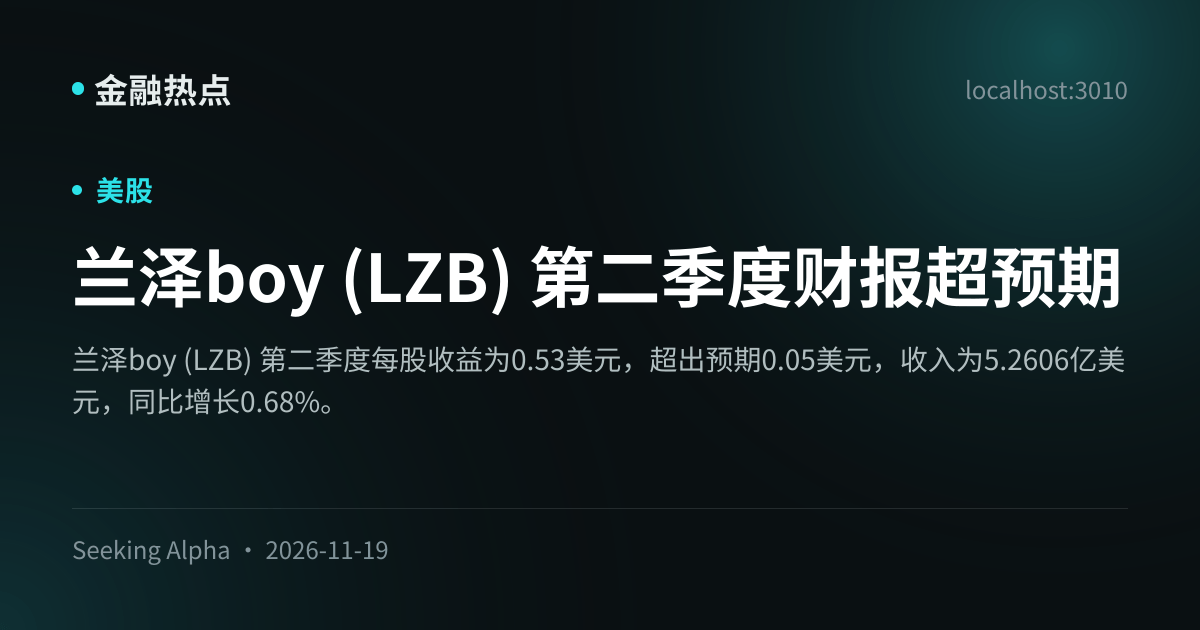 金融热点
localhost:3010
美股
兰泽boy (LZB) 第二季度财报超预期
兰泽boy (LZB) 第二季度每股收益为0.53美元，超出预期0.05美元，收入为5.2606亿美
元，同比增长0.68%。
Seeking Alpha · 2026-11-19